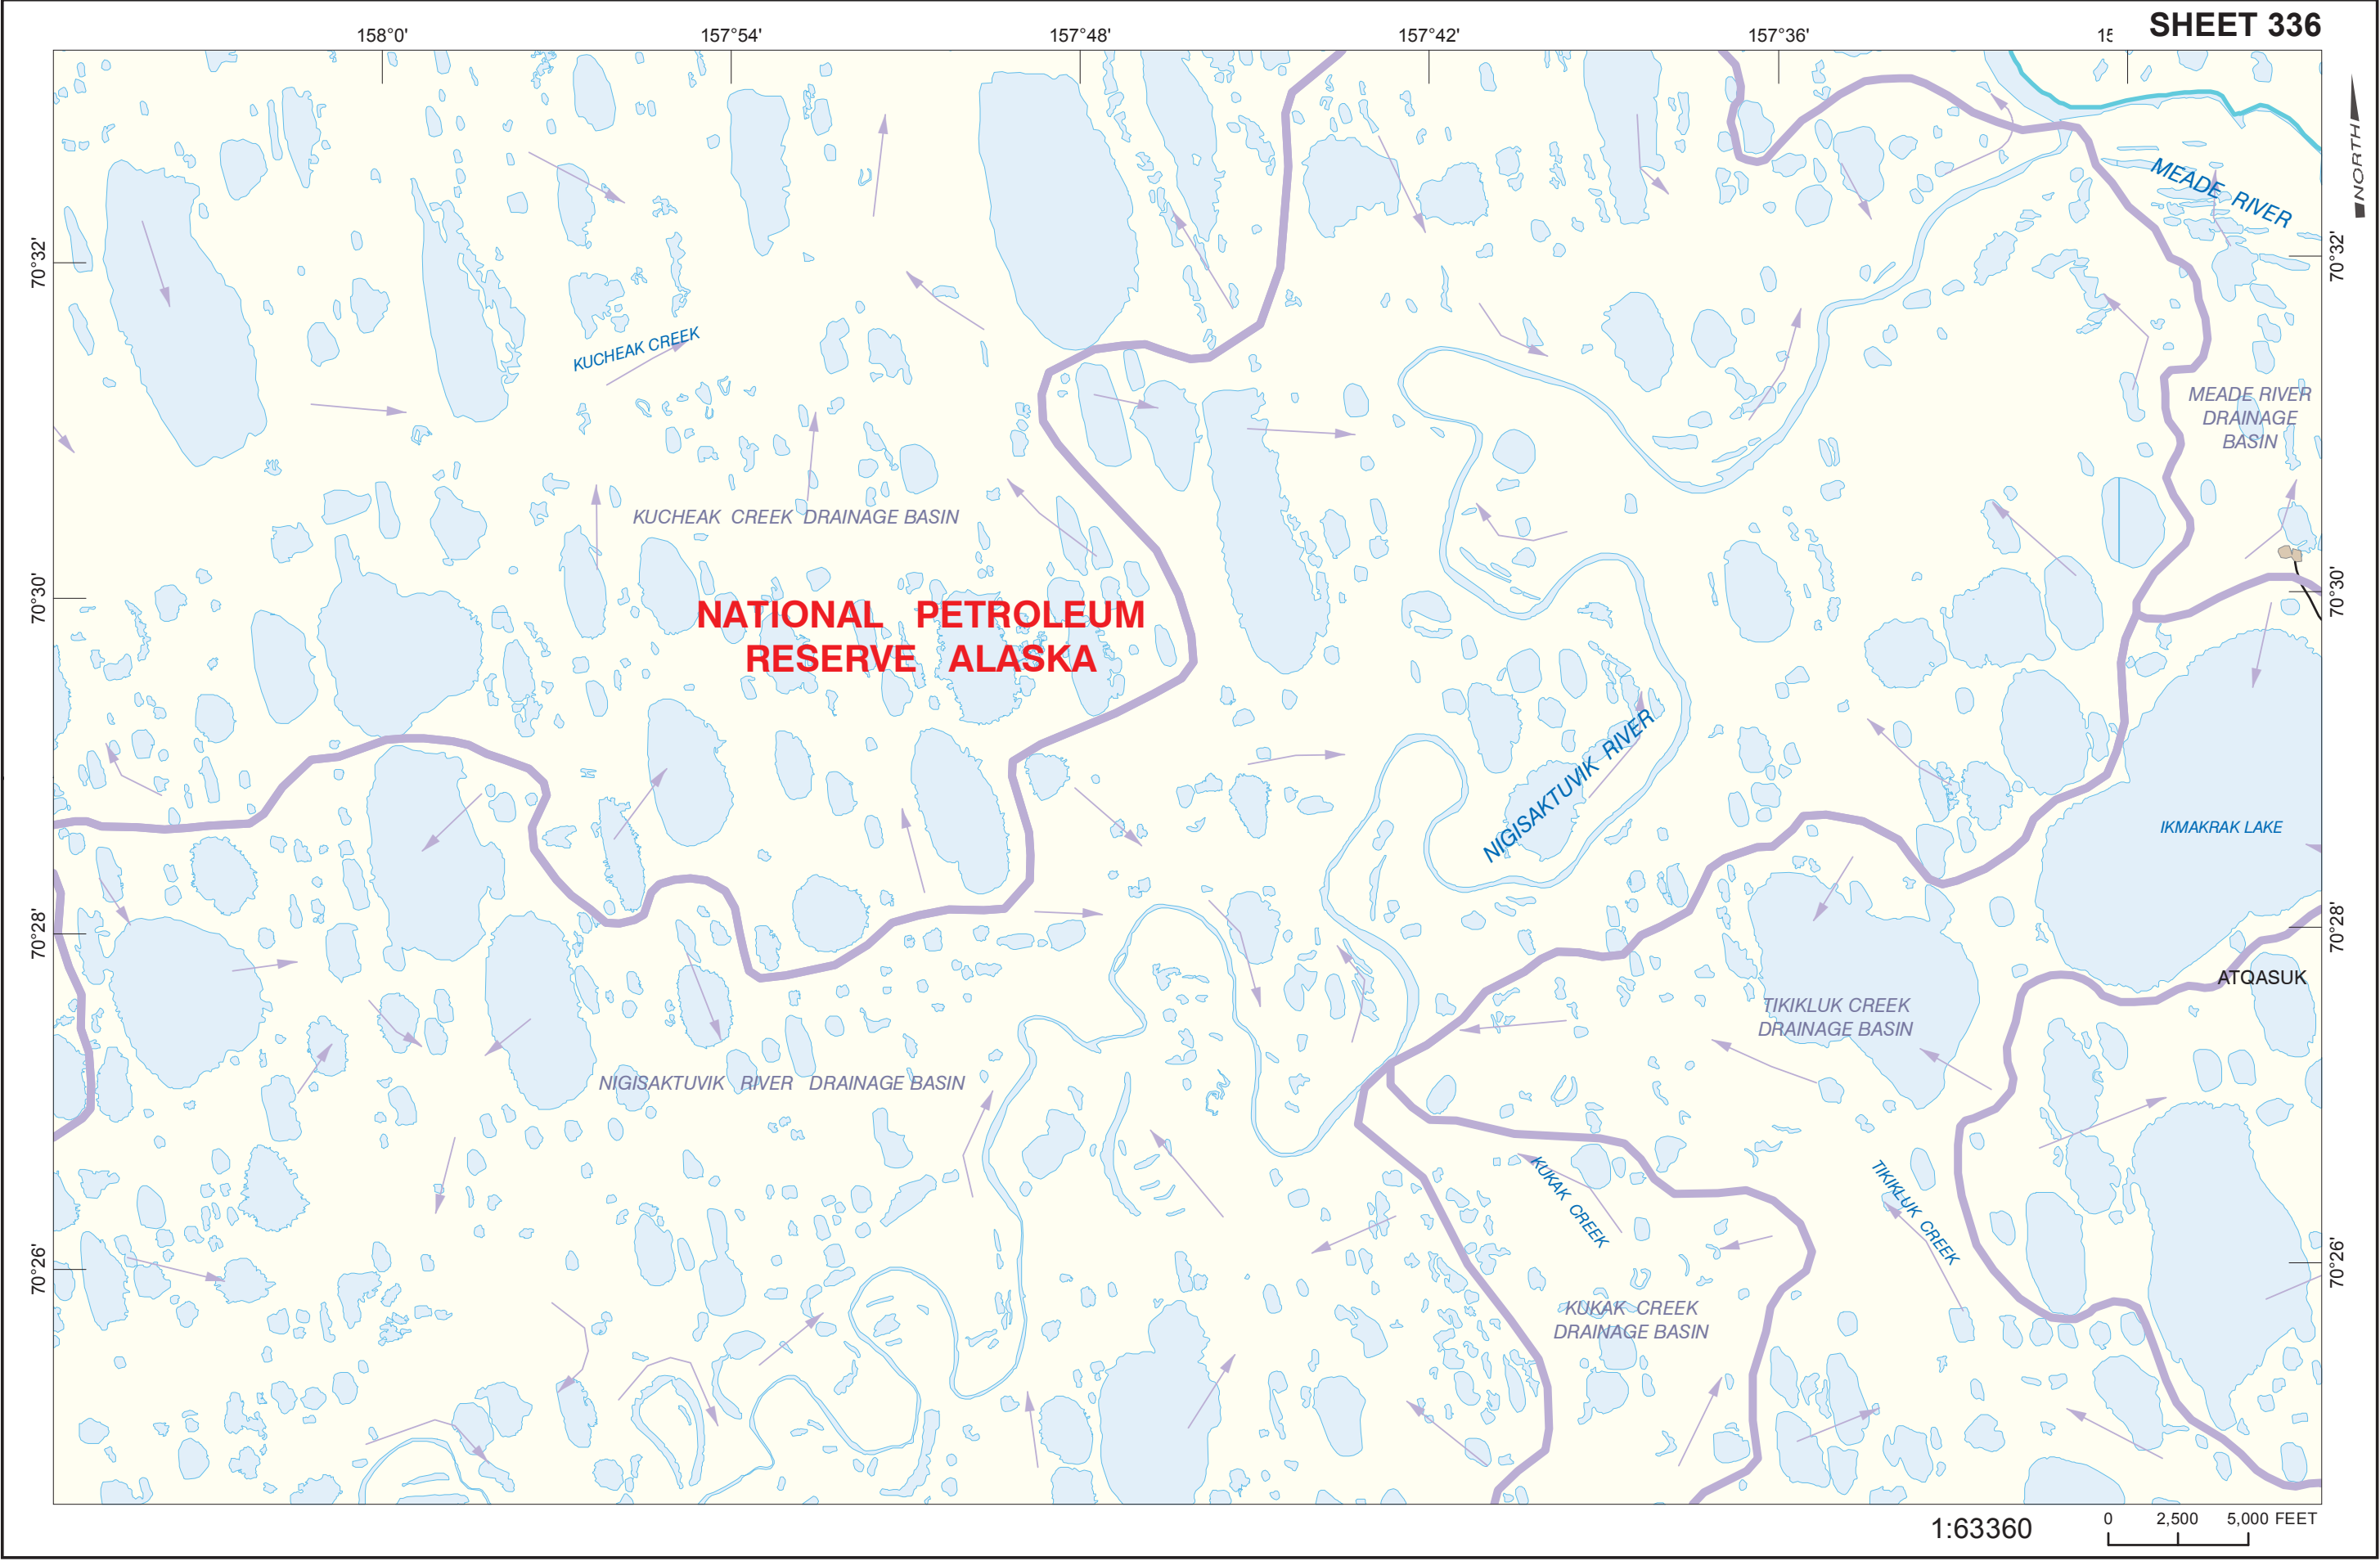 SHEET 336
158°0'
157°54'
157°48'
157°42'
157°36'
15
NORTH
MEADE RIVER
70°32'
70°32'
KUCHEAK CREEK
MEADE RIVER
DRAINAGE
BASIN
KUCHEAK CREEK DRAINAGE BASIN
70°30'
70°30'
NATIONAL PETROLEUM
RESERVE ALASKA
NIGISAKTUVIK RIVER
IKMAKRAK LAKE
70°28'
70°28'
ATQASUK
TIKIKLUK CREEK
DRAINAGE BASIN
NIGISAKTUVIK RIVER DRAINAGE BASIN
KUKAK CREEK
TIKIKLUK CREEK
70°26'
70°26'
KUKAK CREEK
DRAINAGE BASIN
1:63360
0 2,500 5,000 FEET